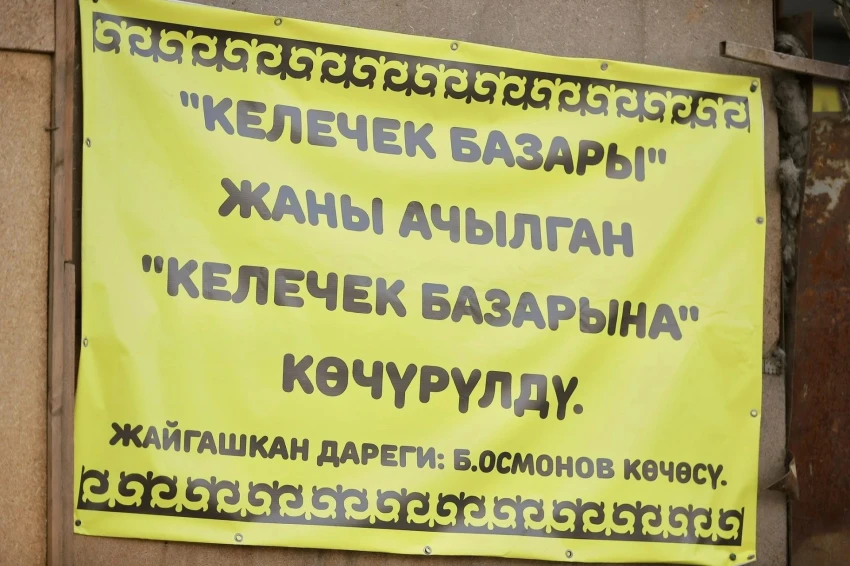 "КЕЛЕЧЕК БАЗАРЫ"
ЖАНЫ АЧЫЛГАН
"КЕЛЕЧЕК БАЗАРЫНА"
КӨЧҮРҮЛДҮ.
ЖАЙГАШКАН ДАРЕГИ: Б.ОСМОНОВ КӨЧӨСҮ.